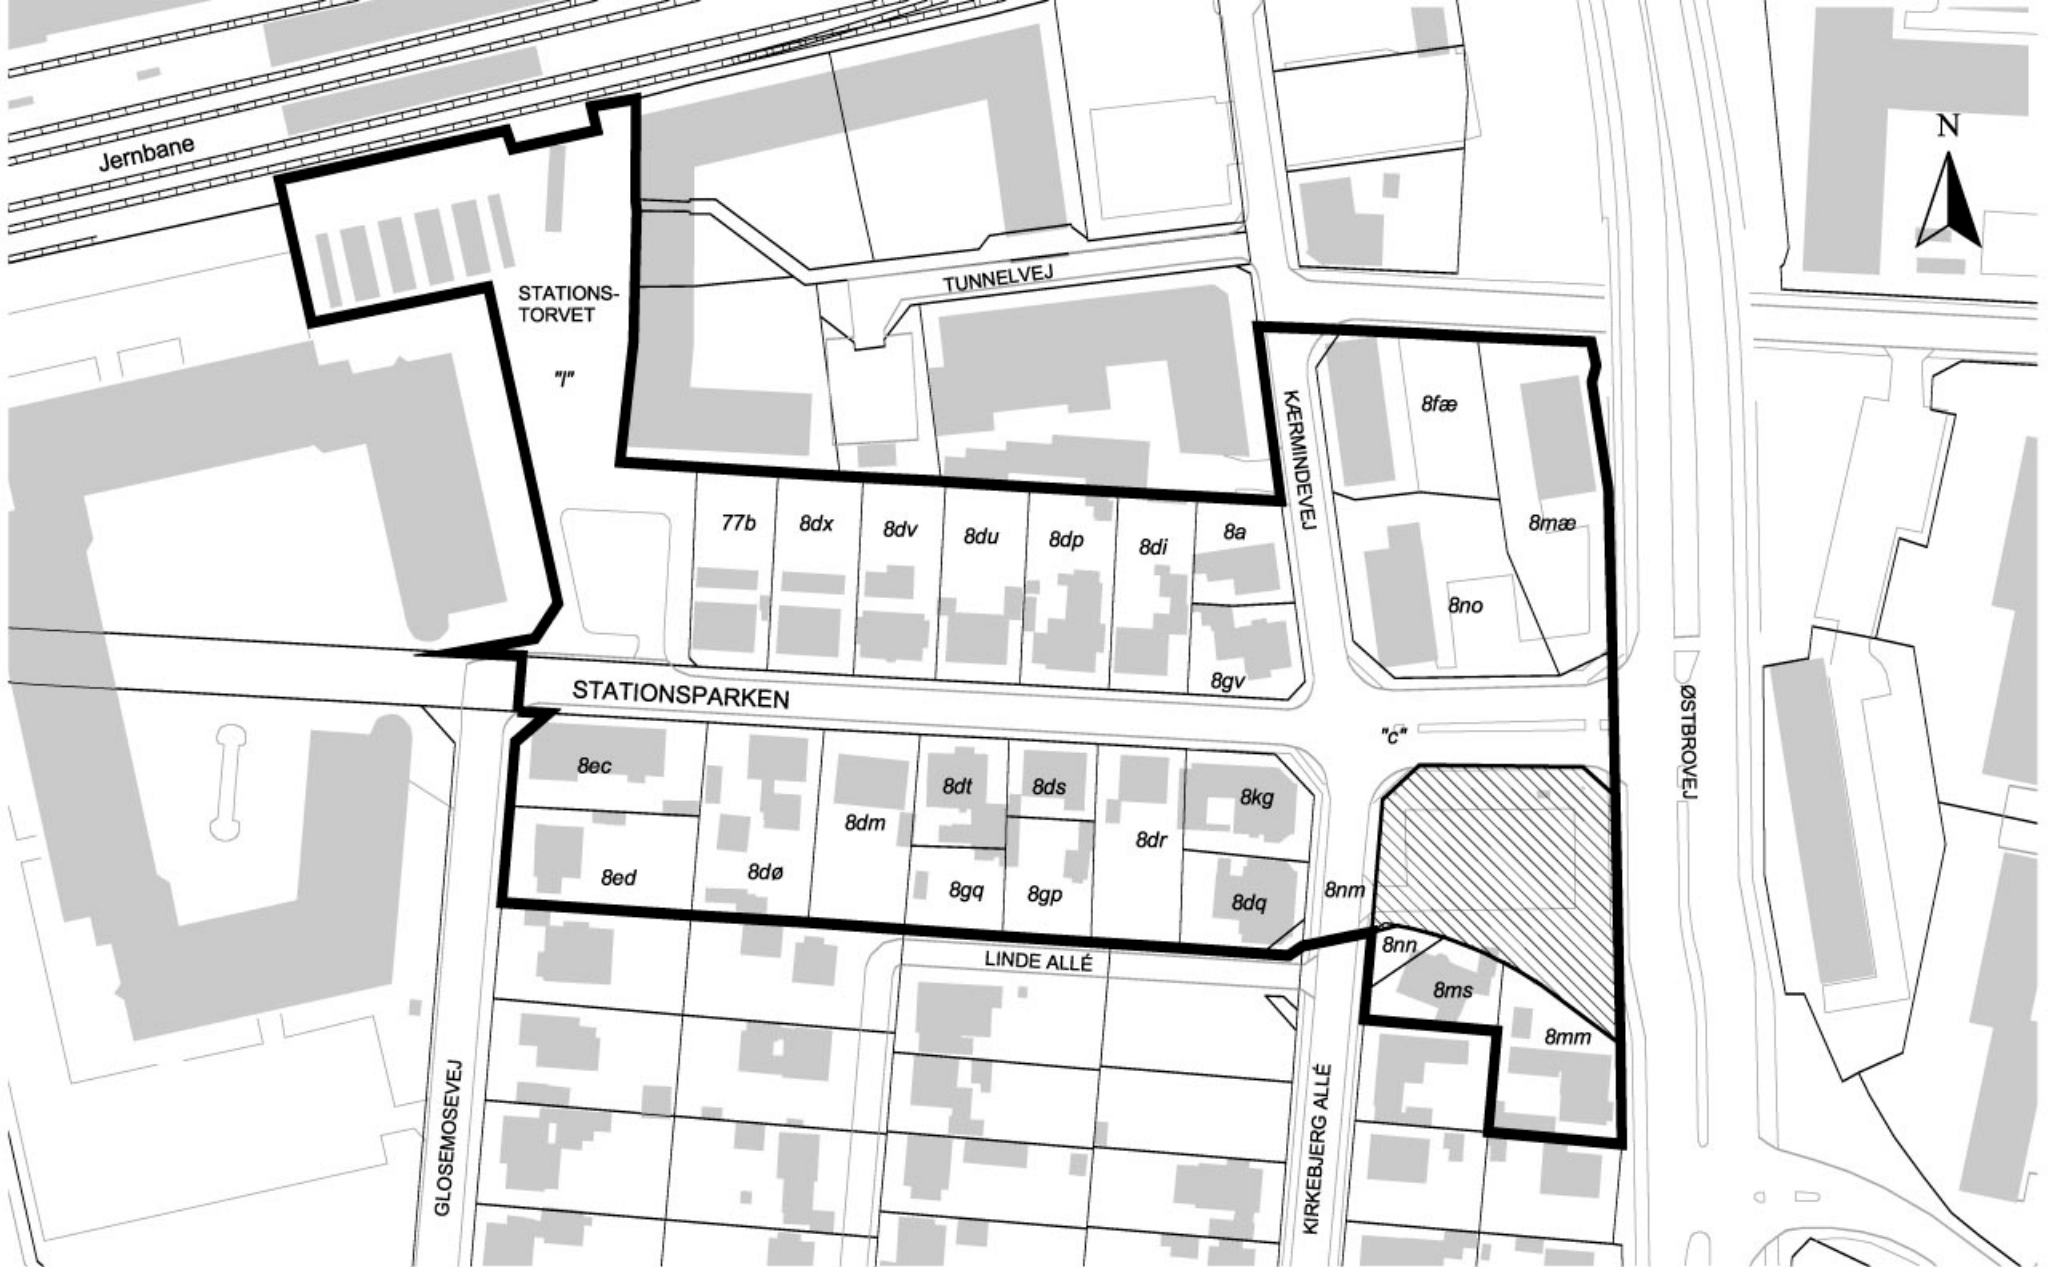 N
Jernbane
TUNNELVEJ
STATIONS-
TORVET
"l"
KÆRMINDEVEJ
8fæ
8mæ
8no
77b
8dx
8dv
8du
8dp
8di
8a
8gv
STATIONSPARKEN
"c"
ØSTBROVEJ
8ec
8ed
8dø
8dm
8dt
8gq
8ds
8gp
8dr
8kg
8dq
8nm
8nn
8ms
8mm
LINDE ALLÉ
GLOSEMOSEVEJ
KIRKEBJERG ALLÉ